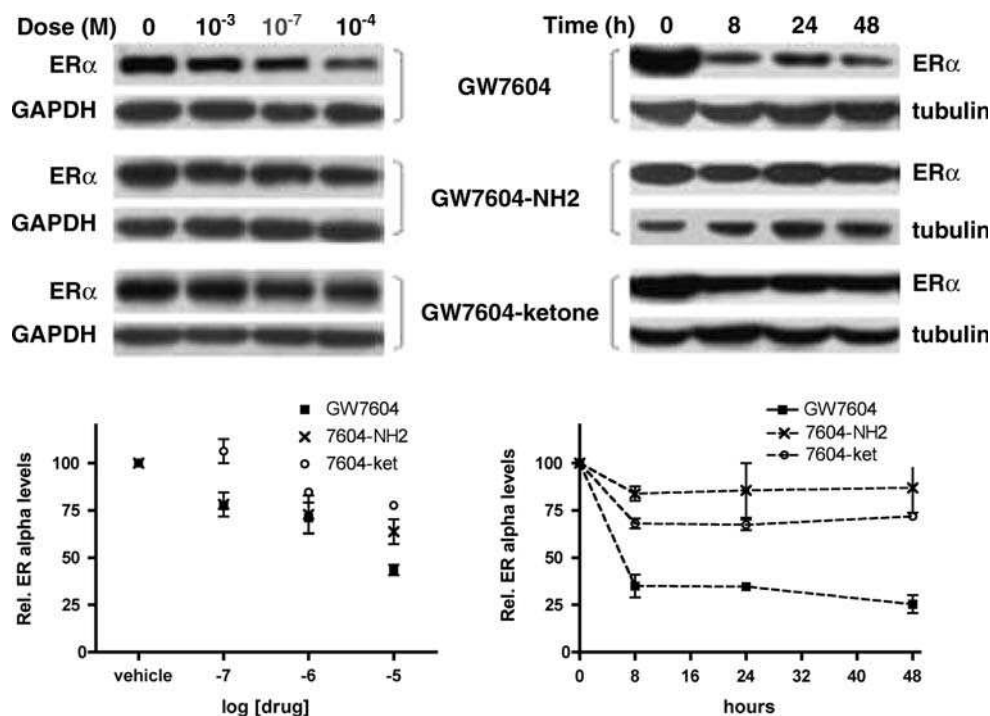 Dose (M) 0 10⁻³ 10⁻⁷ 10⁻⁴
ERα
GAPDH
GW7604
ERα
GAPDH
GW7604-NH2
ERα
GAPDH
GW7604-ketone
Time (h) 0 8 24 48
ERα
tubulin
ERα
tubulin
ERα
tubulin
GW7604
7604-NH2
7604-ket
Rel. ER alpha levels
100
75
50
25
0
vehicle -7 -6 -5
log [drug]
GW7604
7604-NH2
7604-ket
Rel. ER alpha levels
100
75
50
25
0
0 8 16 24 32 40 48
hours